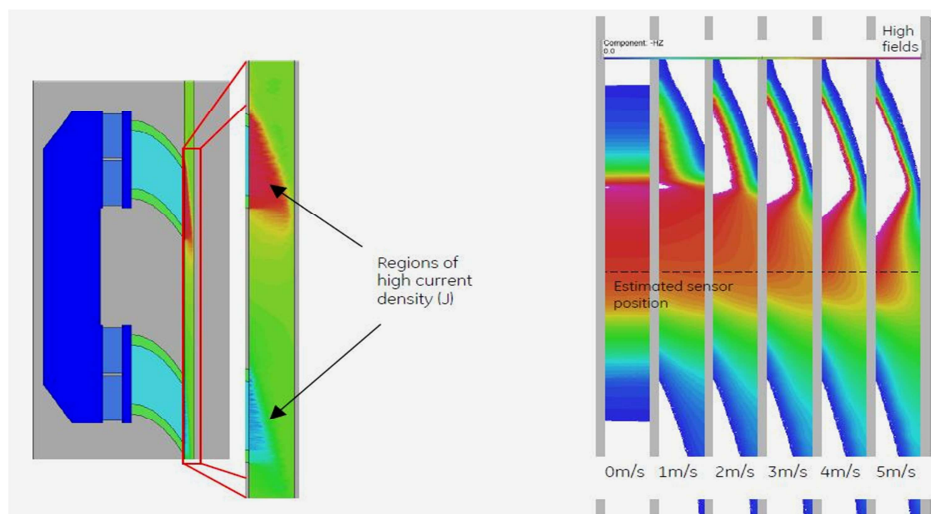 Regions of
high current
density (J)
Component: -HZ
0.0
High
fields
Estimated sensor
position
0m/s 1m/s 2m/s 3m/s 4m/s 5m/s